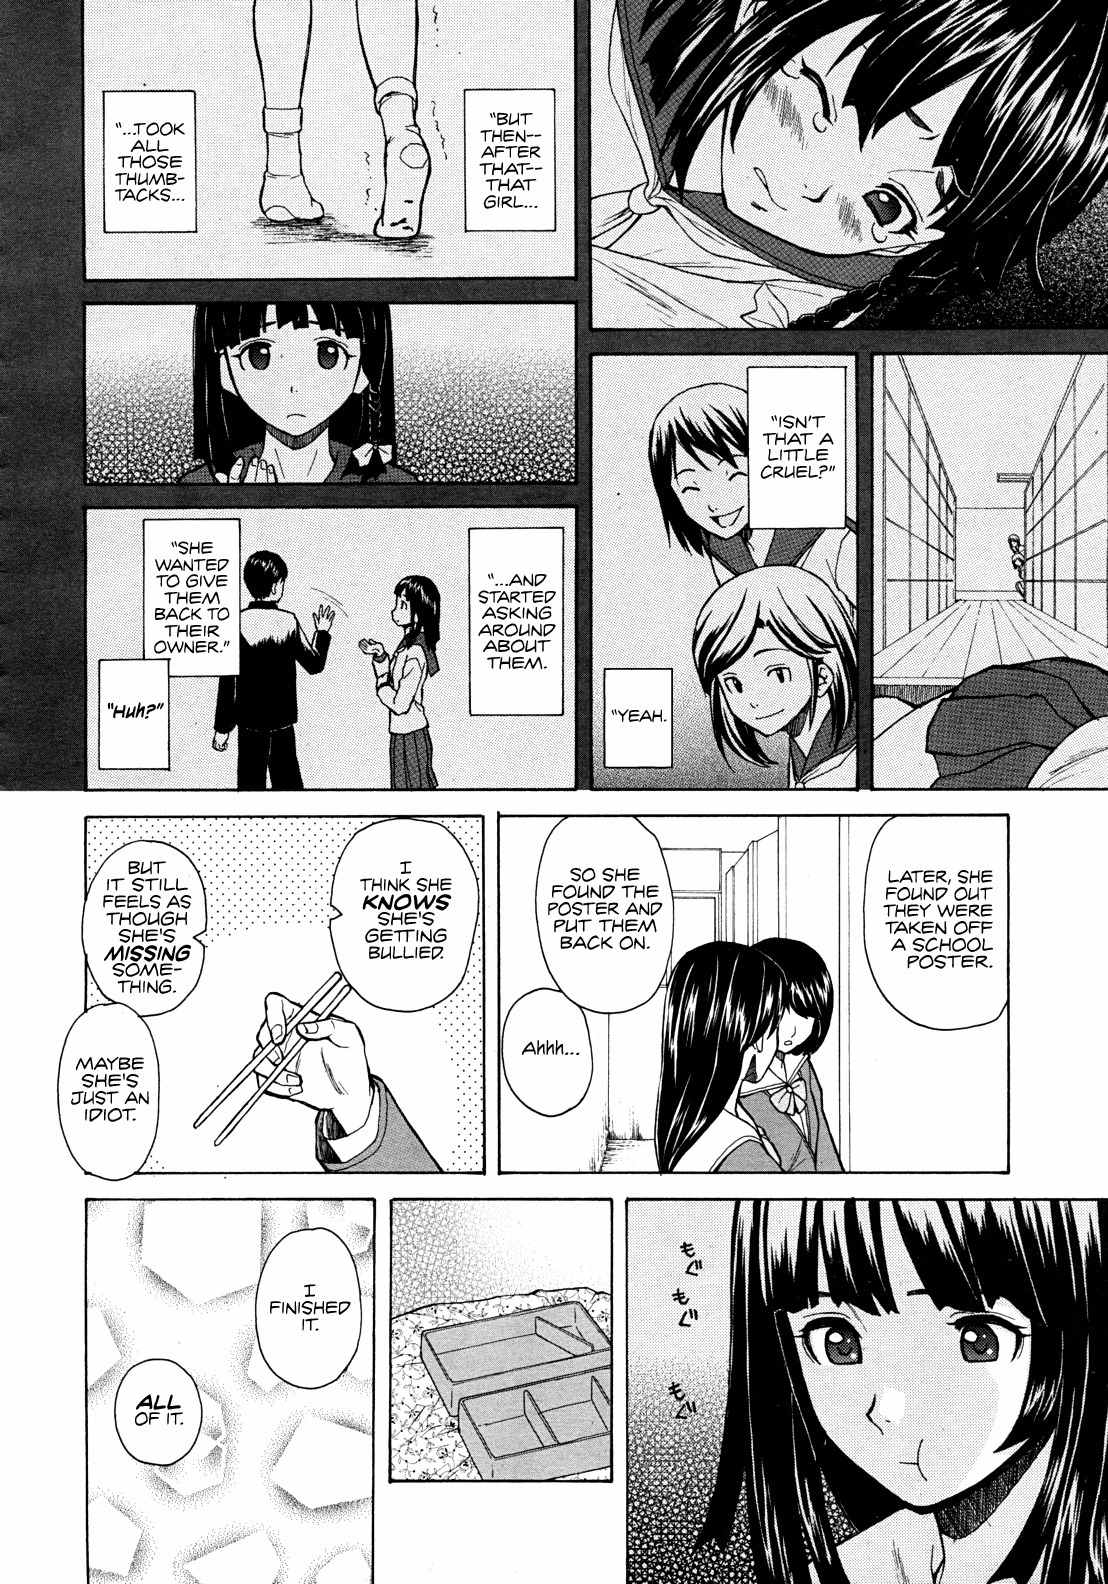 "ISN'T
THAT A
LITTLE
CRUEL?"
"YEAH.
"BUT
THEN--
AFTER
THAT--
THAT
GIRL...
"...TOOK
ALL
THOSE
THUMB-
TACKS...
"...AND
STARTED
ASKING
AROUND
ABOUT
THEM.
"SHE
WANTED
TO GIVE
THEM
BACK TO
THEIR
OWNER."
"Huh?"
LATER, SHE
FOUND OUT
THEY WERE
TAKEN OFF
A SCHOOL
POSTER.
SO SHE
FOUND THE
POSTER AND
PUT THEM
BACK ON.
Ahhh...
I
THINK SHE
KNOWS
SHE'S
GETTING
BULLIED.
BUT
IT STILL
FEELS AS
THOUGH
SHE'S
MISSING
SOME-
THING.
MAYBE
SHE'S
JUST AN
IDIOT.
もぐ
もぐ
もぐ
I
FINISHED
IT.
ALL
OF IT.